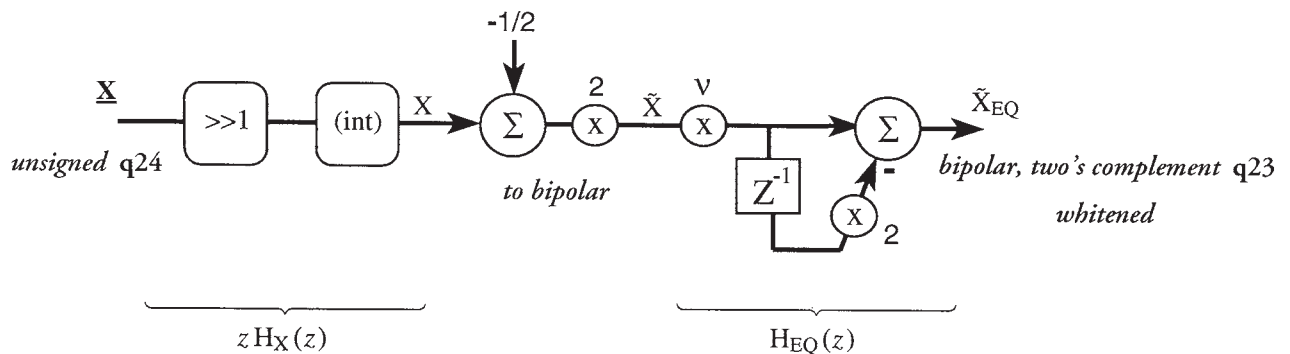 -1/2
X
>>1
(int)
X
Σ
2
x
X̃
ν
x
Σ
X̃EQ
unsigned q24
to bipolar
Z-1
-
x
2
bipolar, two's complement q23
whitened
z HX(z)
HEQ(z)